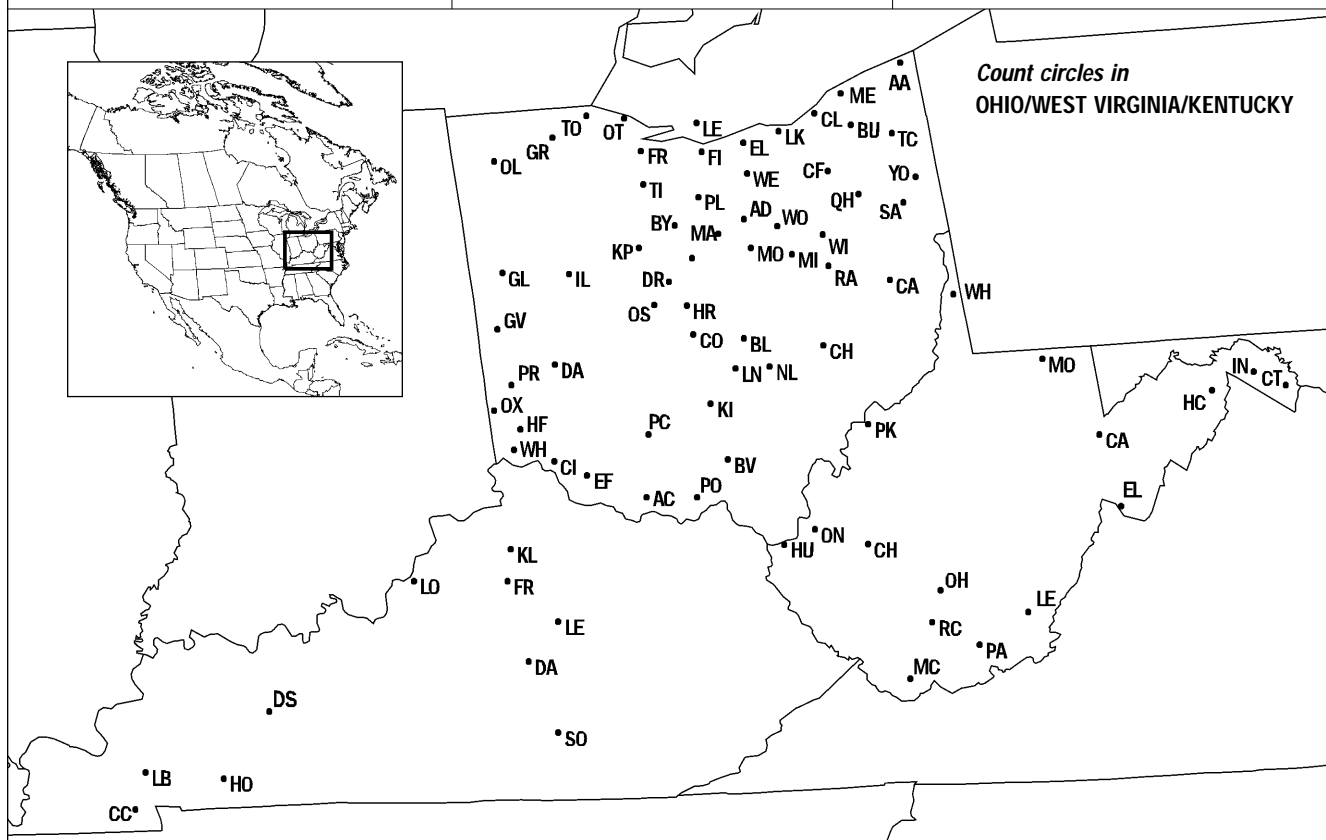 Count circles in
OHIO/WEST VIRGINIA/KENTUCKY
AA
ME
CL
BU
TC
TO
OT
LE
LK
EL
GR
OL
FR
FI
CF
YO
WE
TI
PL
QH
SA
AD
WO
BY
MA
WI
KP
MO
MI
RA
GL
IL
DR
CA
WH
OS
HR
GV
CO
BL
CH
MO
PR
DA
LN
NL
IN
CT
HC
OX
KI
HF
PC
PK
CA
WH
CI
BV
EF
EL
AC
PO
ON
HU
CH
KL
LO
FR
OH
LE
LE
RC
PA
DA
MC
DS
SO
LB
HO
CC